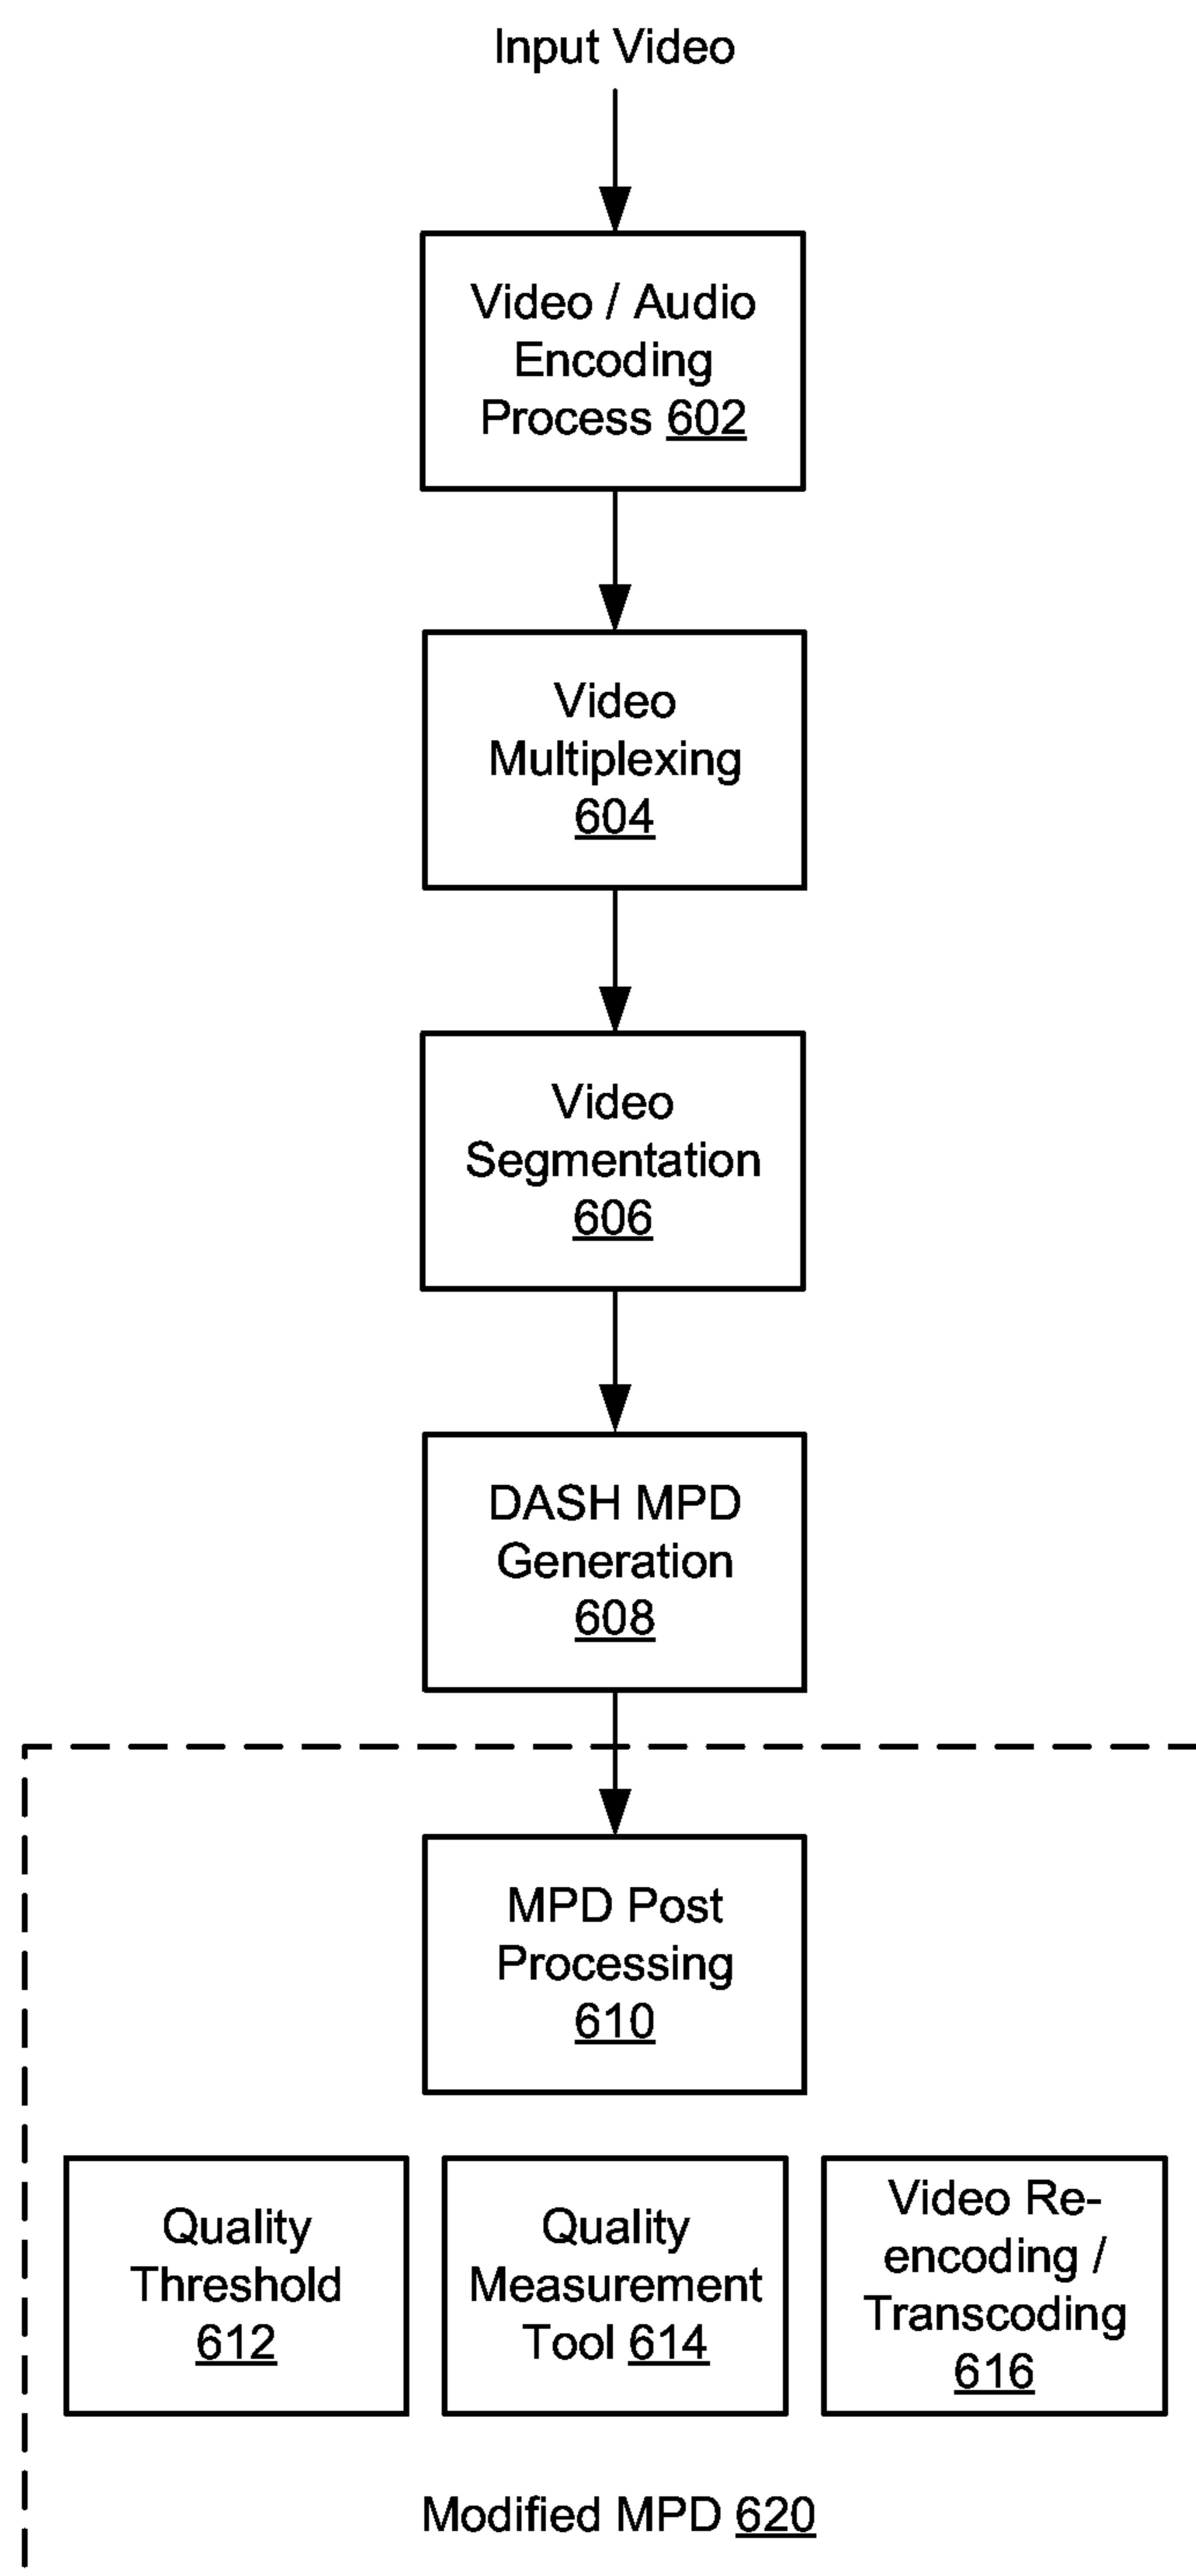 Input Video
Video / Audio
Encoding
Process 602
Video
Multiplexing
604
Video
Segmentation
606
DASH MPD
Generation
608
MPD Post
Processing
610
Quality
Threshold
612
Quality
Measurement
Tool 614
Video Re-
encoding /
Transcoding
616
Modified MPD 620